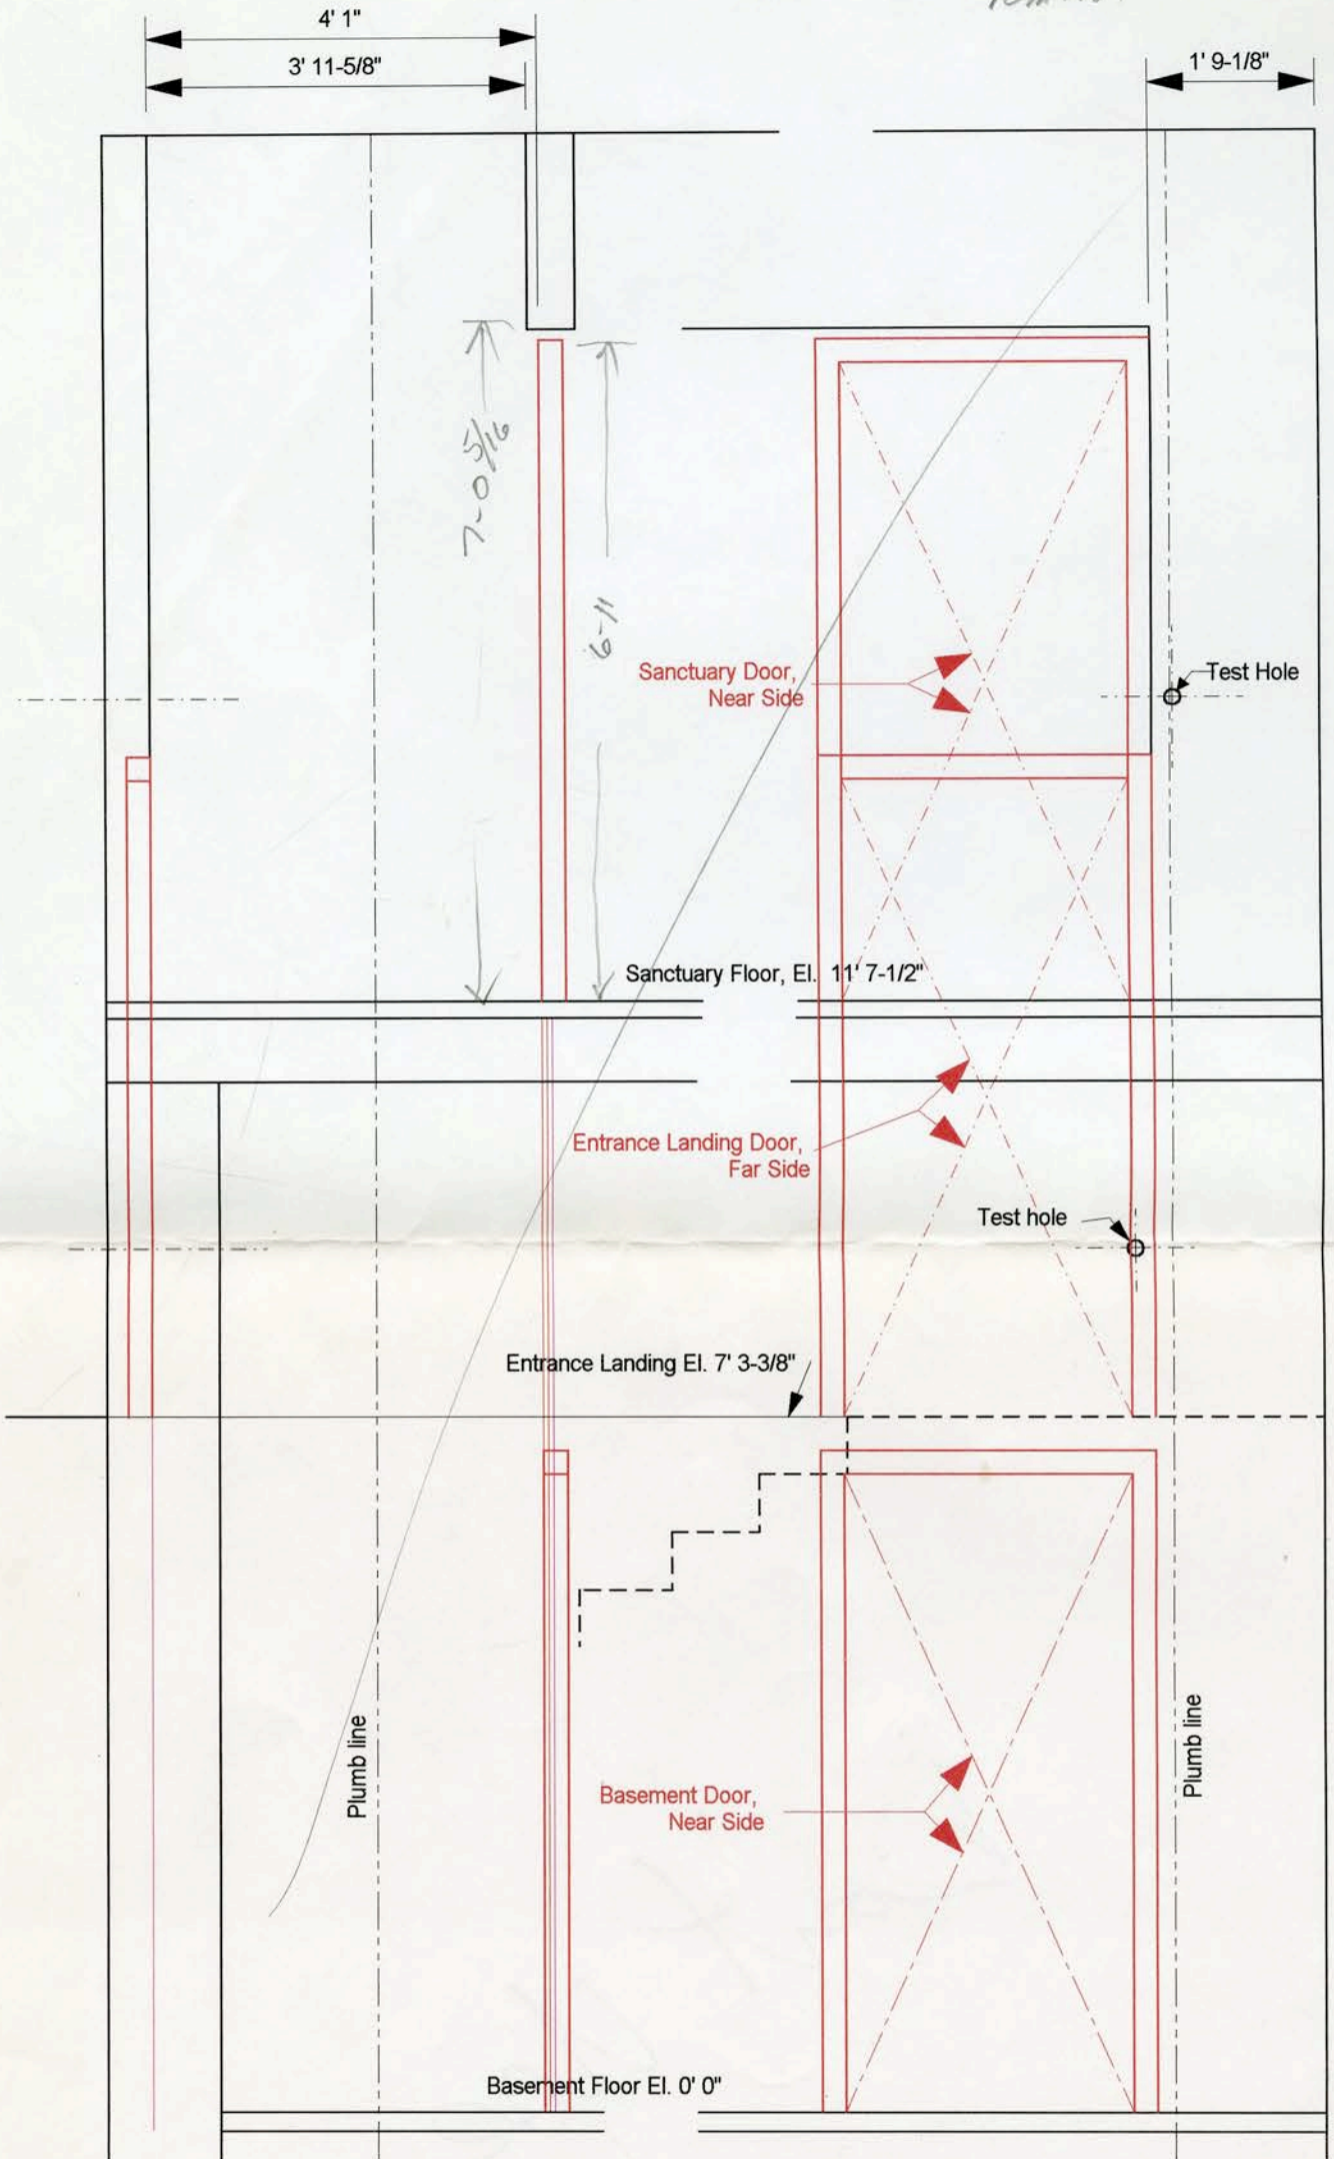 4' 1"
3' 11-5/8"
1' 9-1/8"
7-0 5/16
6-11
Sanctuary Door,
Near Side
Test Hole
Sanctuary Floor, El. 11' 7-1/2"
Entrance Landing Door,
Far Side
Test hole
Entrance Landing El. 7' 3-3/8"
Plumb line
Plumb line
Basement Door,
Near Side
Basement Floor El. 0' 0"